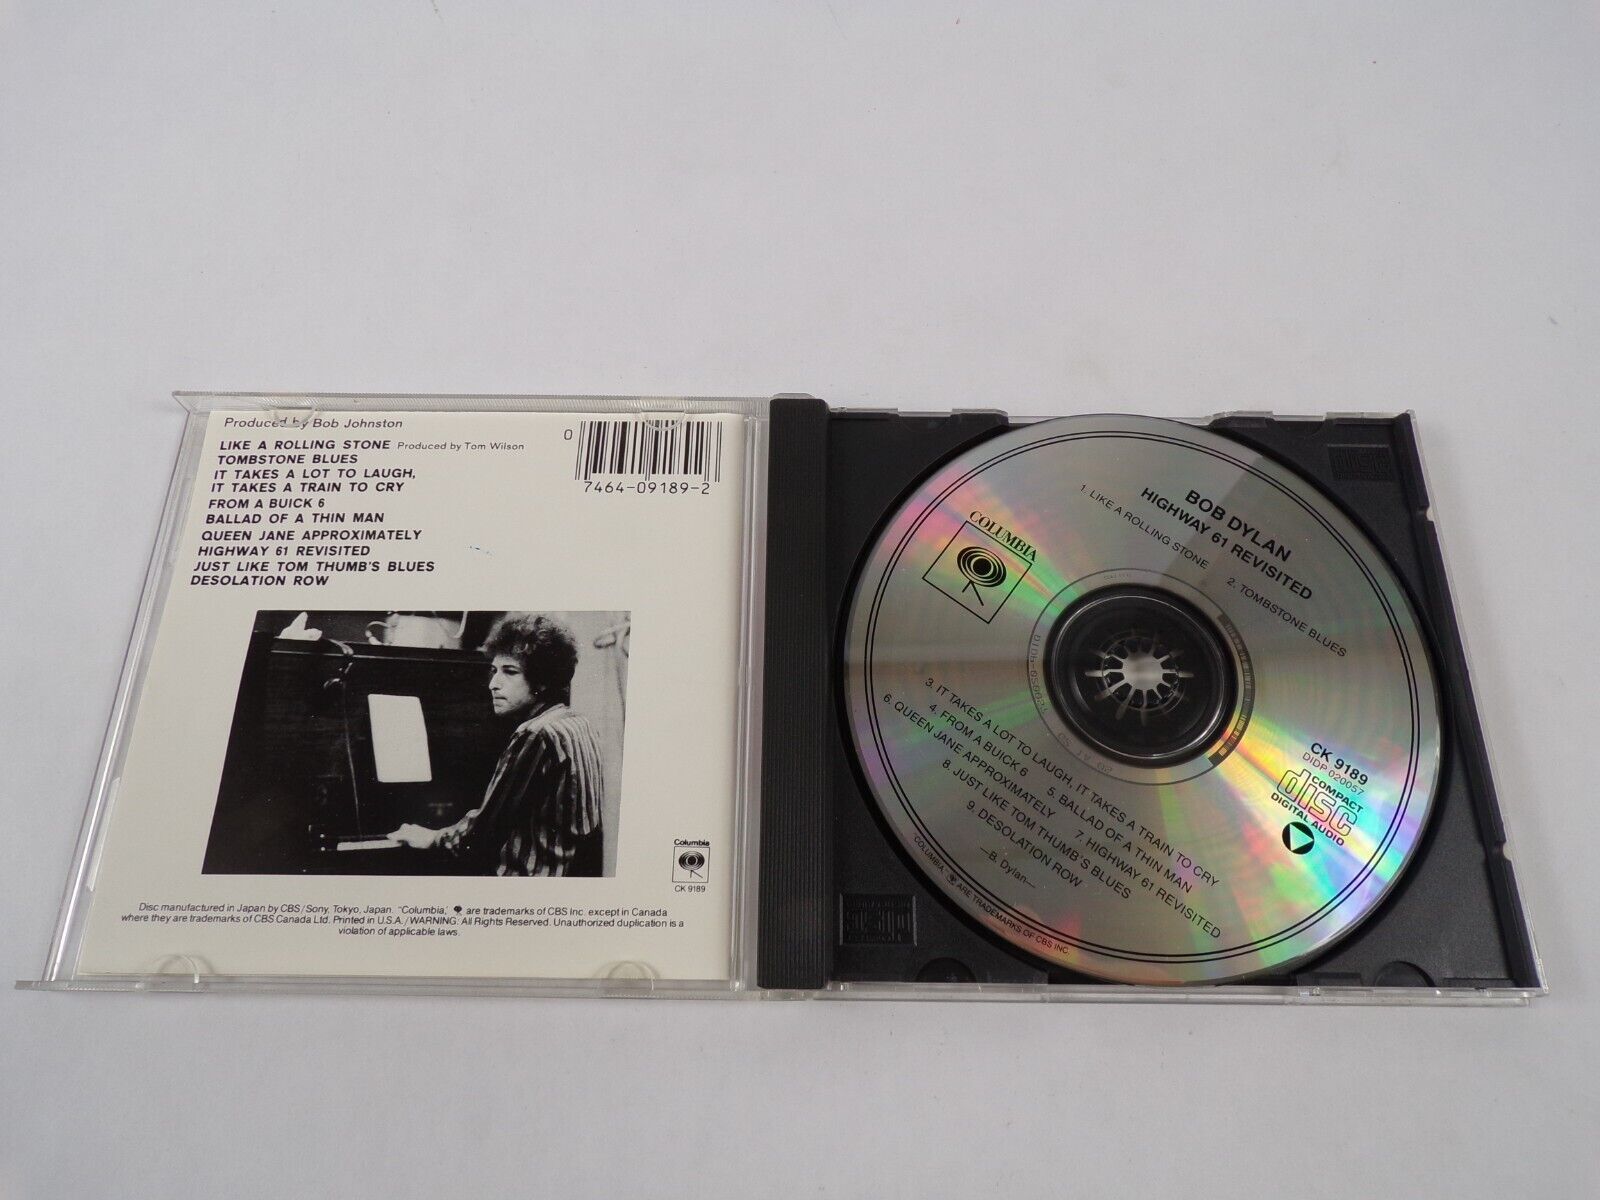 Produced by Bob Johnston
LIKE A ROLLING STONE Produced by Tom Wilson
TOMBSTONE BLUES
IT TAKES A LOT TO LAUGH,
IT TAKES A TRAIN TO CRY
FROM A BUICK 6
BALLAD OF A THIN MAN
QUEEN JANE APPROXIMATELY
HIGHWAY 61 REVISITED
JUST LIKE TOM THUMB'S BLUES
DESOLATION ROW
0
7464-09189-2
Columbia
CK 9189
Disc manufactured in Japan by CBS/Sony, Tokyo, Japan. "Columbia," are trademarks of CBS Inc. except in Canada
where they are trademarks of CBS Canada Ltd. Printed in U.S.A./WARNING: All Rights Reserved. Unauthorized duplication is a
violation of applicable laws.
COLUMBIA
BOB DYLAN
HIGHWAY 61 REVISITED
1. LIKE A ROLLING STONE 2. TOMBSTONE BLUES
3. IT TAKES A LOT TO LAUGH, IT TAKES A TRAIN TO CRY
4. FROM A BUICK 6 5. BALLAD OF A THIN MAN
6. QUEEN JANE APPROXIMATELY 7. HIGHWAY 61 REVISITED
8. JUST LIKE TOM THUMB'S BLUES
9. DESOLATION ROW
—B. Dylan—
CK 9189
DIDP 020057
COMPACT
disc
DIGITAL AUDIO
"COLUMBIA," ARE TRADEMARKS OF CBS INC.